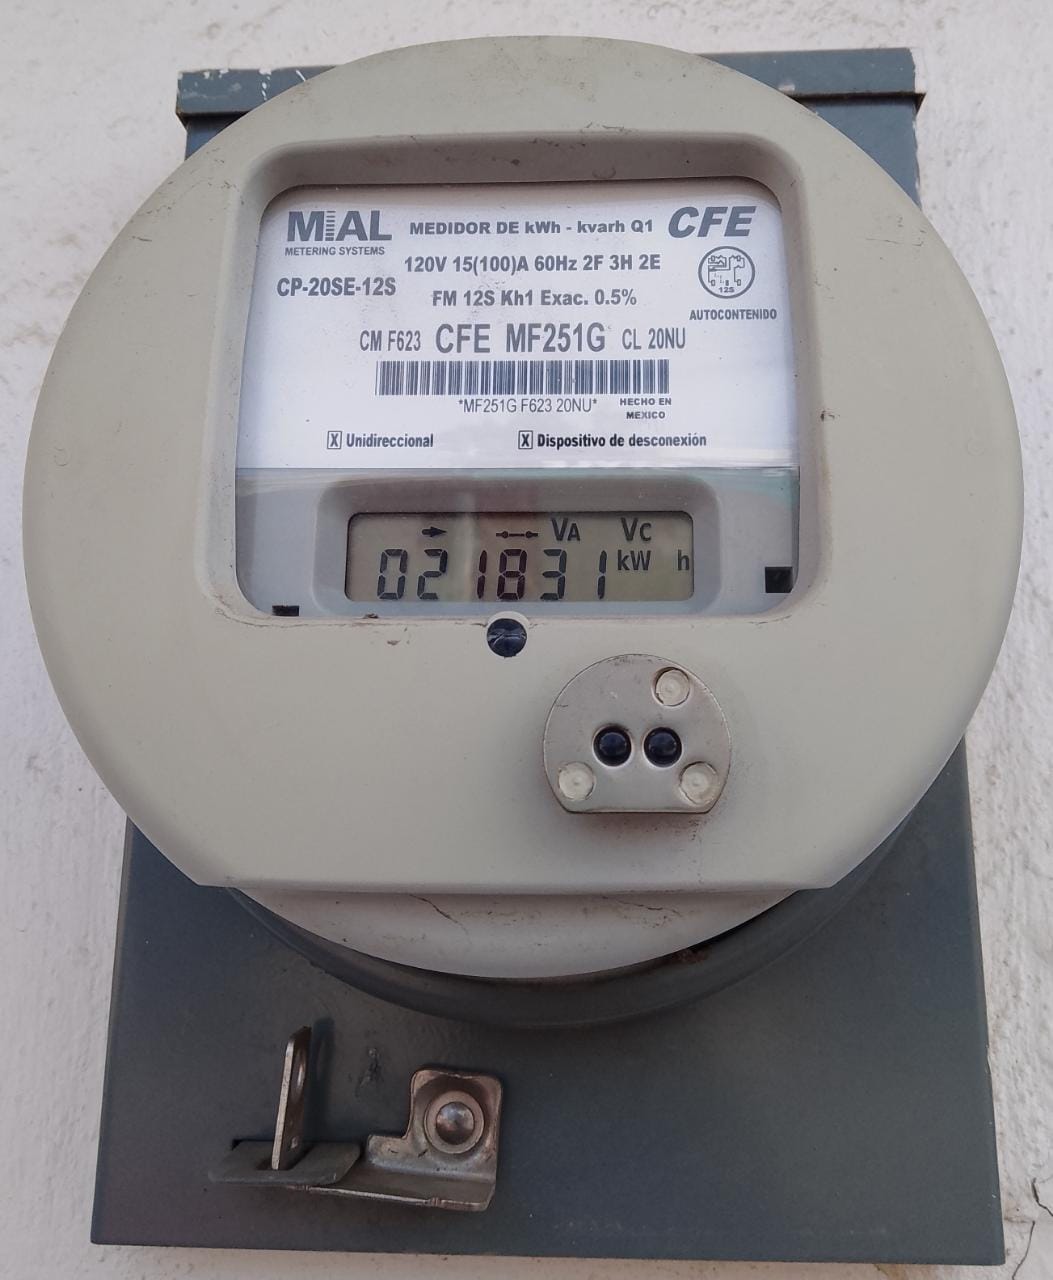 MIAL
METERING SYSTEMS
MEDIDOR DE kWh - kvarh Q1
CFE
120V 15(100)A 60Hz 2F 3H 2E
CP-20SE-12S
FM 12S Kh1 Exac. 0.5%
12S
AUTOCONTENIDO
CM F623 CFE MF251G CL 20NU
*MF251G F623 20NU*
HECHO EN
MEXICO
X Unidireccional
X Dispositivo de desconexión
VA VC
021831 kW h